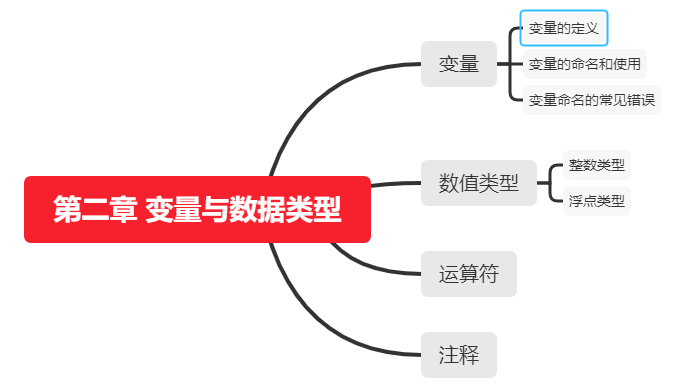 第二章 变量与数据类型
变量
变量的定义
变量的命名和使用
变量命名的常见错误
数值类型
整数类型
浮点类型
运算符
注释